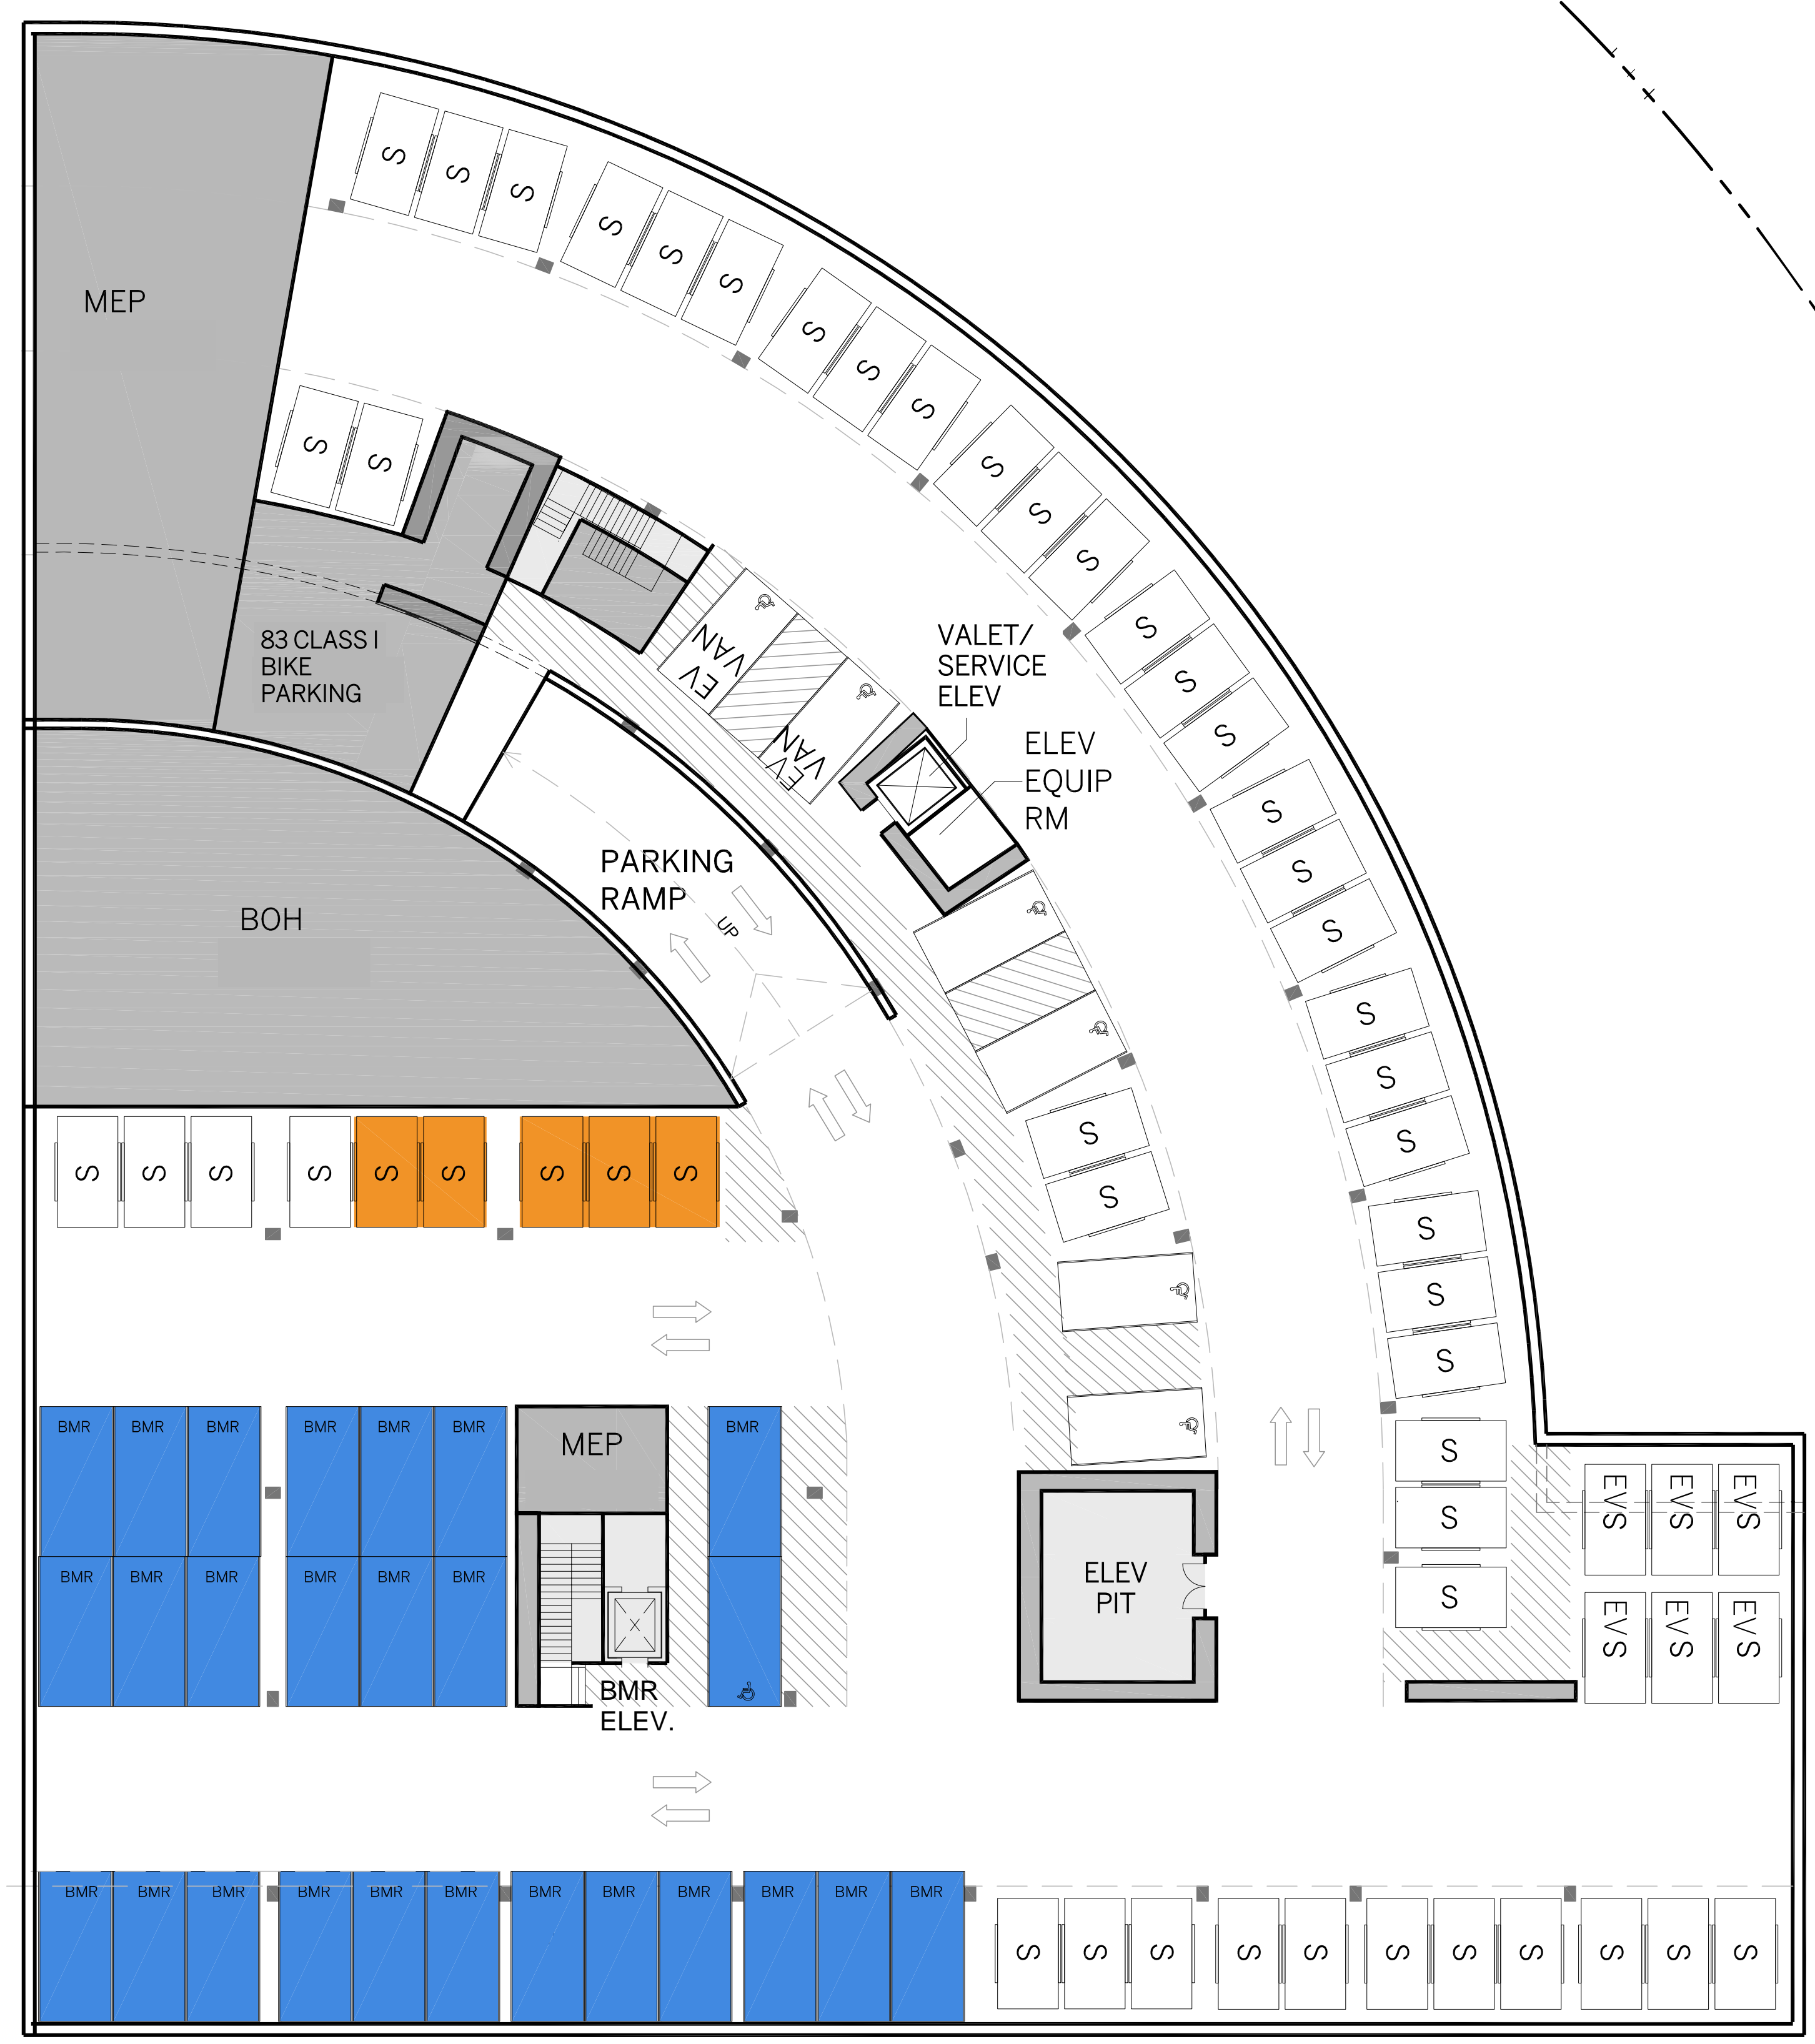 S
S
S
S
S
S
MEP
S
S
S
S
S
S
S
S
EV VAN
EV VAN
VALET/
SERVICE
ELEV
S
S
S
83 CLASS I
BIKE
PARKING
ELEV
EQUIP
RM
PARKING
RAMP
UP
BOH
S
S
S
S
S
S
S
S
S S S S S S S S S
S
S
S
S
BMR BMR BMR BMR BMR BMR MEP BMR
S
S
EVS EVS EVS
BMR BMR BMR BMR BMR BMR
ELEV
PIT
S
EVS EVS EVS
BMR
ELEV.
BMR BMR BMR BMR BMR BMR BMR BMR BMR BMR BMR BMR
S S S S S S S S S S S